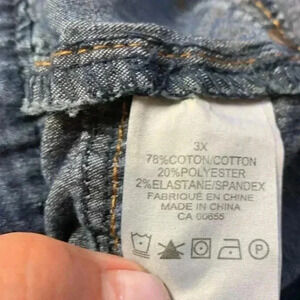 3X
78%COTON/COTTON
20%POLYESTER
2%ELASTANE/SPANDEX
FABRIQUÉ EN CHINE
MADE IN CHINA
CA 00655
P